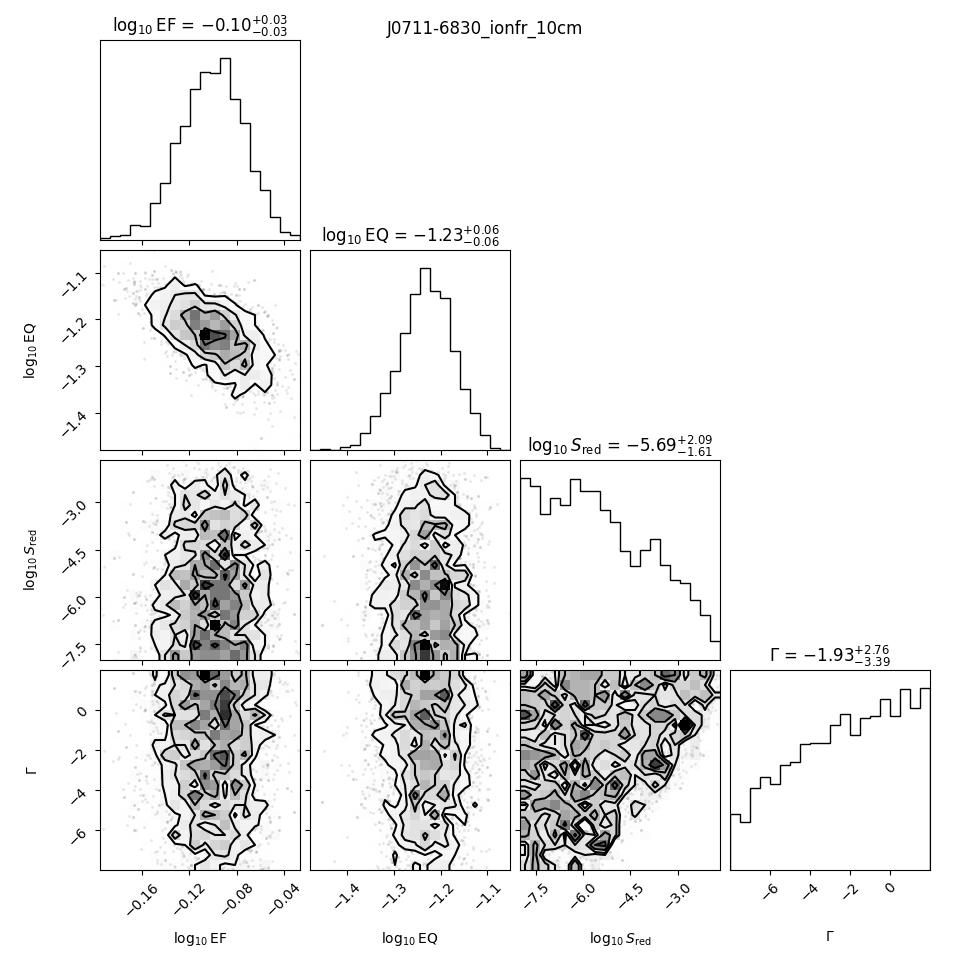 J0711-6830_ionfr_10cm
log₁₀ EF = −0.10+0.03−0.03
log₁₀ EQ = −1.23+0.06−0.06
log₁₀ S_red = −5.69+2.09−1.61
Γ = −1.93+2.76−3.39
log₁₀ EQ
−1.1
−1.2
−1.3
−1.4
log₁₀ S_red
−3.0
−4.5
−6.0
−7.5
Γ
0
−2
−4
−6
−0.16 −0.12 −0.08 −0.04
−1.4 −1.3 −1.2 −1.1
−7.5 −6.0 −4.5 −3.0
−6 −4 −2 0
log₁₀ EF
log₁₀ EQ
log₁₀ S_red
Γ